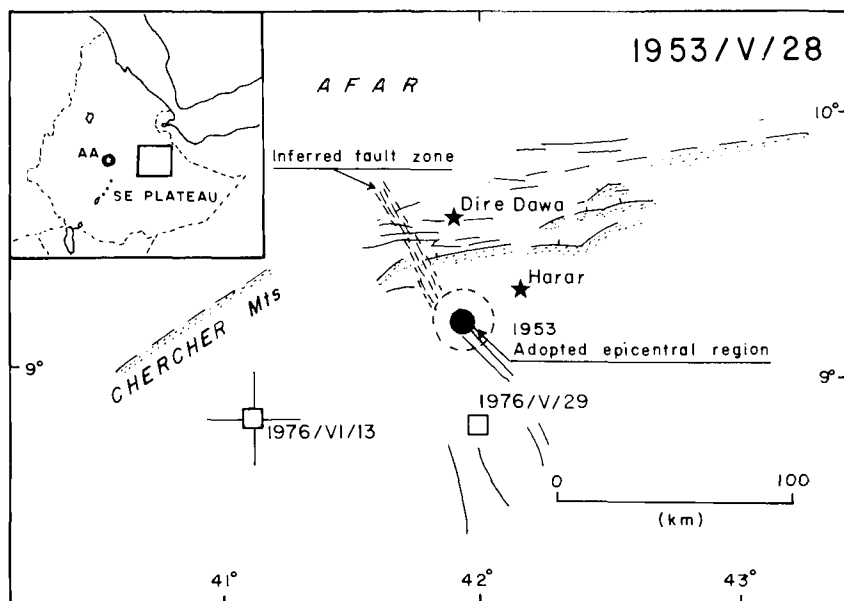 1953/V/28
AFAR
10°
AA
SE PLATEAU
Inferred fault zone
Dire Dawa
Harar
CHERCHER Mts
1953
Adopted epicentral region
9°
9°
1976/V/29
1976/VI/13
0 100
(km)
41° 42° 43°